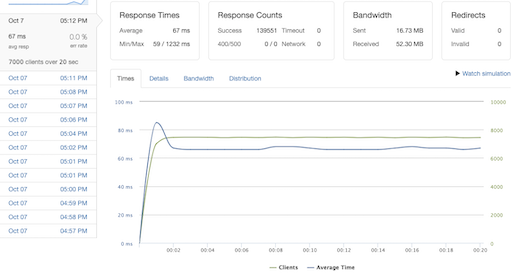 Oct 7 05:12 PM
67 ms 0.0 %
avg resp err rate
7000 clients over 20 sec
Oct 07 05:11 PM
Oct 07 05:08 PM
Oct 07 05:07 PM
Oct 07 05:06 PM
Oct 07 05:04 PM
Oct 07 05:02 PM
Oct 07 05:01 PM
Oct 07 05:01 PM
Oct 07 05:00 PM
Oct 07 04:59 PM
Oct 07 04:58 PM
Oct 07 04:57 PM
Response Times
Average 67 ms
Min/Max 59 / 1232 ms
Response Counts
Success 139551 Timeout 0
400/500 0 / 0 Network 0
Bandwidth
Sent 16.73 MB
Received 52.30 MB
Redirects
Valid 0
Invalid 0
Times Details Bandwidth Distribution
Watch simulation
100 ms 10000
80 ms 8000
60 ms 6000
40 ms 4000
20 ms 2000
0 ms 0
00:02 00:04 00:06 00:08 00:10 00:12 00:14 00:16 00:18 00:20
Clients Average Time